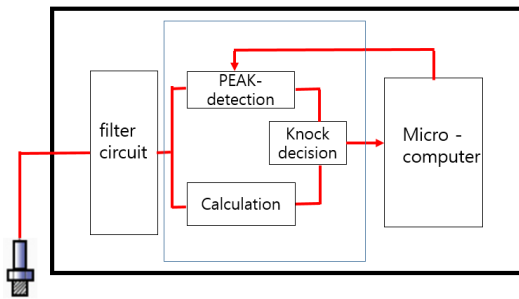 PEAK-
detection
filter
circuit
Knock
decision
Micro -
computer
Calculation